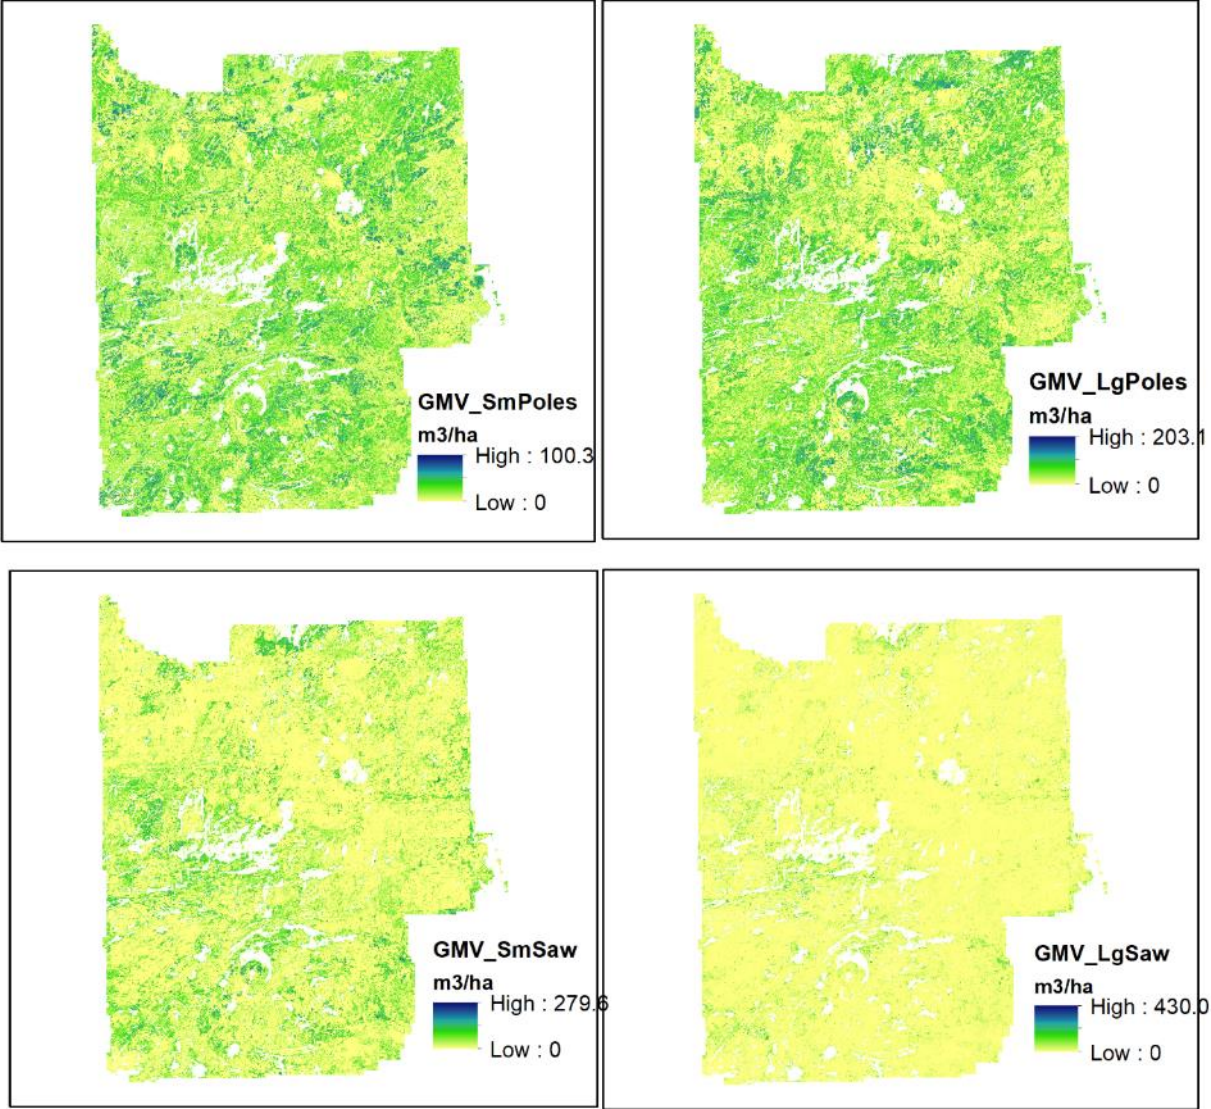 GMV_SmPoles
m3/ha
High : 100.3
Low : 0
GMV_LgPoles
m3/ha
High : 203.1
Low : 0
GMV_SmSaw
m3/ha
High : 279.6
Low : 0
GMV_LgSaw
m3/ha
High : 430.0
Low : 0